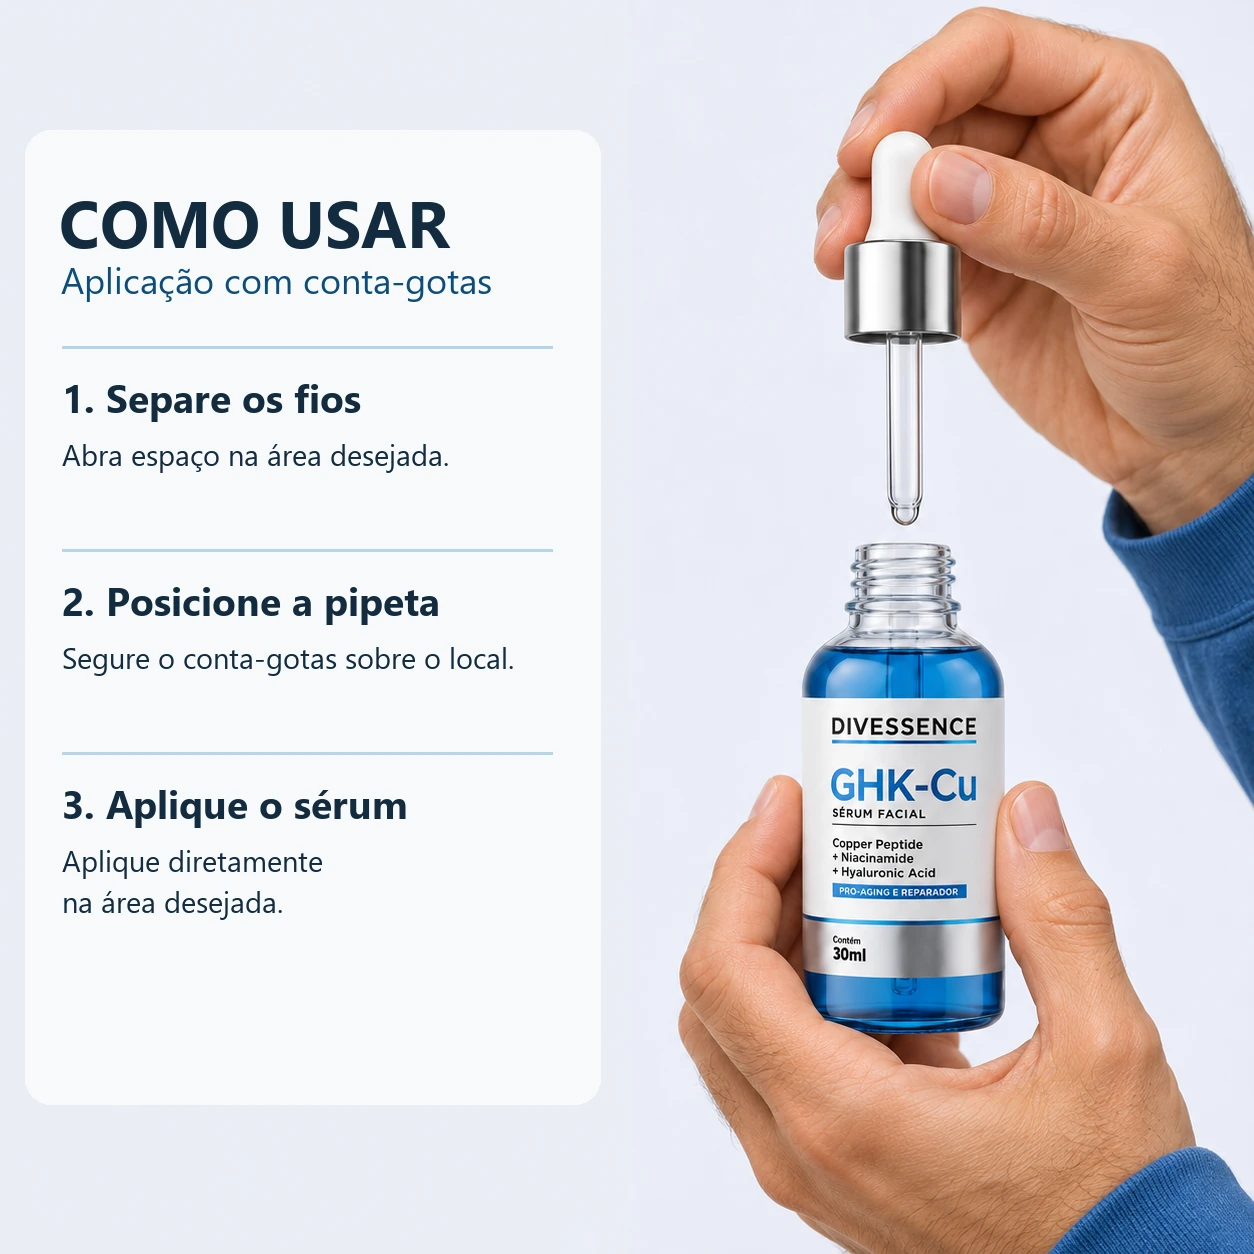 COMO USAR
Aplicação com conta-gotas
1. Separe os fios
Abra espaço na área desejada.
2. Posicione a pipeta
Segure o conta-gotas sobre o local.
3. Aplique o sérum
Aplique diretamente
na área desejada.
DIVESSENCE
GHK-Cu
SÉRUM FACIAL
Copper Peptide
+ Niacinamide
+ Hyaluronic Acid
PRO-AGING E REPARADOR
Contém
30ml